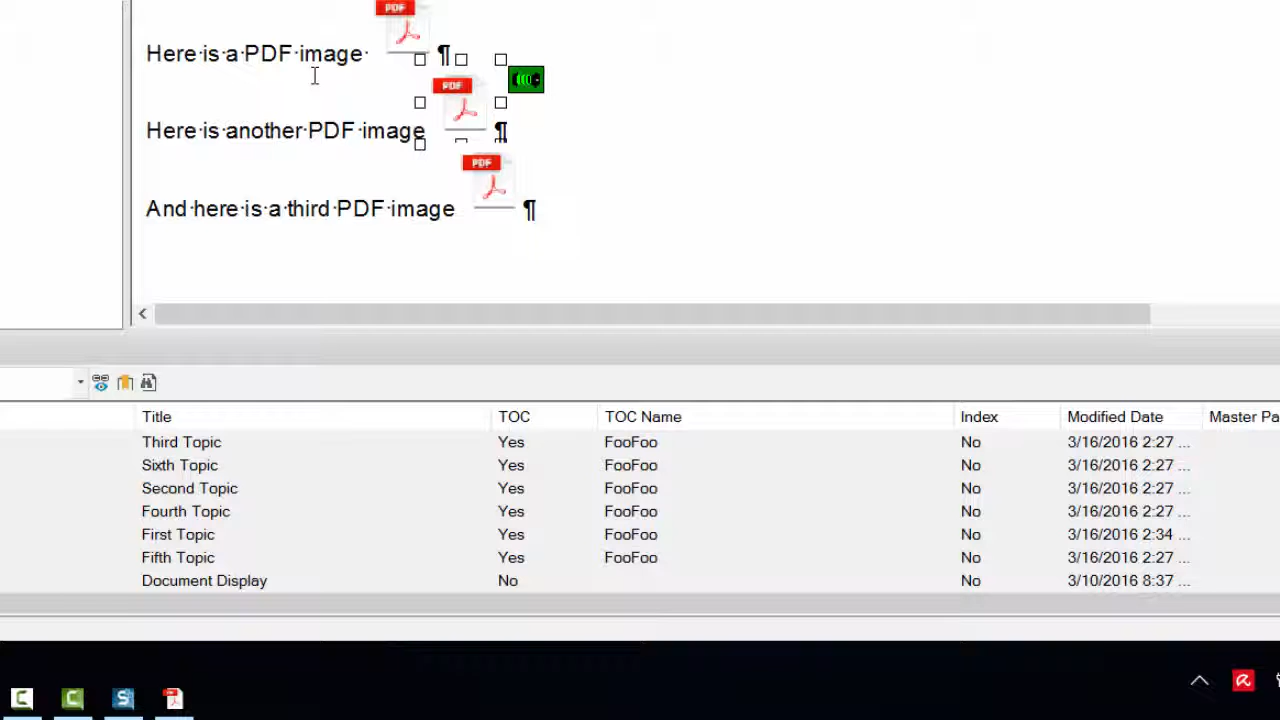 PDF
Here is a PDF image ¶
PDF
Here is another PDF image ¶
PDF
And here is a third PDF image ¶
Title TOC TOC Name Index Modified Date Master Pa
Third Topic Yes FooFoo No 3/16/2016 2:27 ...
Sixth Topic Yes FooFoo No 3/16/2016 2:27 ...
Second Topic Yes FooFoo No 3/16/2016 2:27 ...
Fourth Topic Yes FooFoo No 3/16/2016 2:27 ...
First Topic Yes FooFoo No 3/16/2016 2:34 ...
Fifth Topic Yes FooFoo No 3/16/2016 2:27 ...
Document Display No No 3/10/2016 8:37 ...